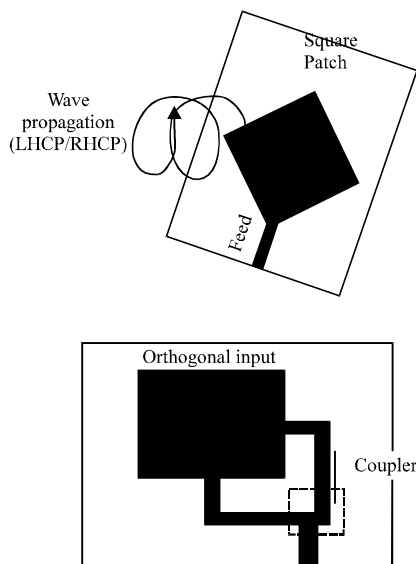 Square
Patch
Wave
propagation
(LHCP/RHCP)
Feed
Orthogonal input
Coupler